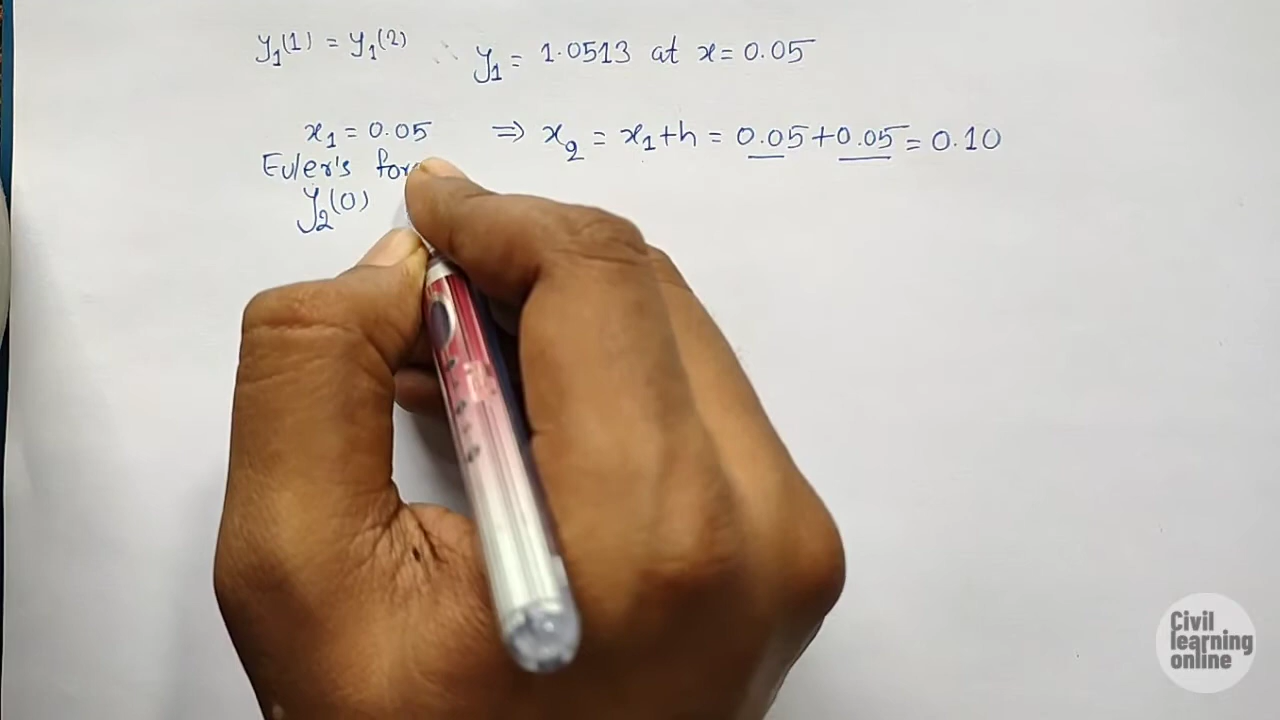 y₁(1) = y₁(2) ∴ y₁ = 1.0513 at x = 0.05
x₁ = 0.05 ⇒ x₂ = x₁+h = 0.05+0.05 = 0.10
Euler's for
y₂(0)
Civil
learning
online